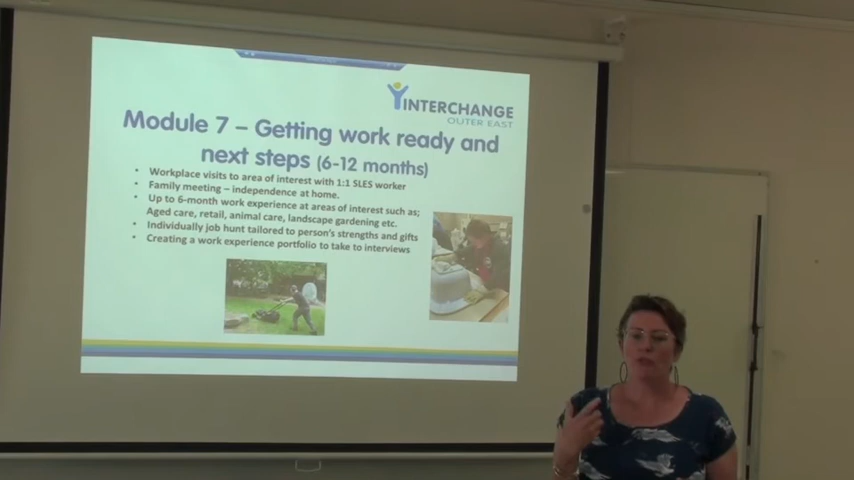 INTERCHANGE
OUTER EAST
Module 7 – Getting work ready and
next steps (6-12 months)
• Workplace visits to area of interest with 1:1 SLES worker
• Family meeting – independence at home.
• Up to 6-month work experience at areas of interest such as;
Aged care, retail, animal care, landscape gardening etc.
• Individually job hunt tailored to person's strengths and gifts
• Creating a work experience portfolio to take to interviews